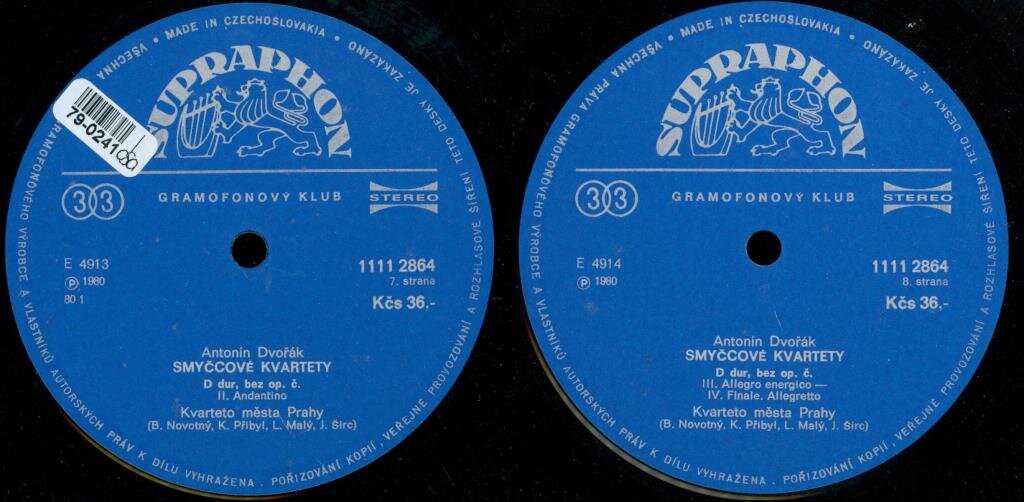 VŠECHNA PRÁVA GRAMOFONOVÉHO VÝROBCE A VLASTNÍKŮ AUTORSKÝCH PRÁV K DÍLU VYHRAŽENA . POŘIZOVÁNÍ KOPIÍ, VEŘEJNÉ PROVOZOVÁNÍ A ROZHLASOVÉ ŠÍŘENÍ TÉTO DESKY JE ZAKÁZÁNO • MADE IN CZECHOSLOVAKIA •
SUPRAPHON
79-0241
33
GRAMOFONOVÝ KLUB
STEREO
E 4913
1111 2864
Ⓟ 1980
7. strana
80 1
Kčs 36,-
Antonín Dvořák
SMYČCOVÉ KVARTETY
D dur, bez op. č.
II. Andantino
Kvarteto města Prahy
(B. Novotný, K. Přibyl, L. Malý, J. Širc)
VŠECHNA PRÁVA GRAMOFONOVÉHO VÝROBCE A VLASTNÍKŮ AUTORSKÝCH PRÁV K DÍLU VYHRAŽENA . POŘIZOVÁNÍ KOPIÍ, VEŘEJNÉ PROVOZOVÁNÍ A ROZHLASOVÉ ŠÍŘENÍ TÉTO DESKY JE ZAKÁZÁNO • MADE IN CZECHOSLOVAKIA •
SUPRAPHON
33
GRAMOFONOVÝ KLUB
STEREO
E 4914
1111 2864
Ⓟ 1980
8. strana
Kčs 36,-
Antonín Dvořák
SMYČCOVÉ KVARTETY
D dur, bez op. č.
III. Allegro energico —
IV. Finale. Allegretto
Kvarteto města Prahy
(B. Novotný, K. Přibyl, L. Malý, J. Širc)